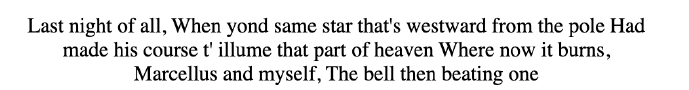 Last night of all, When yond same star that's westward from the pole Had
made his course t' illume that part of heaven Where now it burns,
Marcellus and myself, The bell then beating one